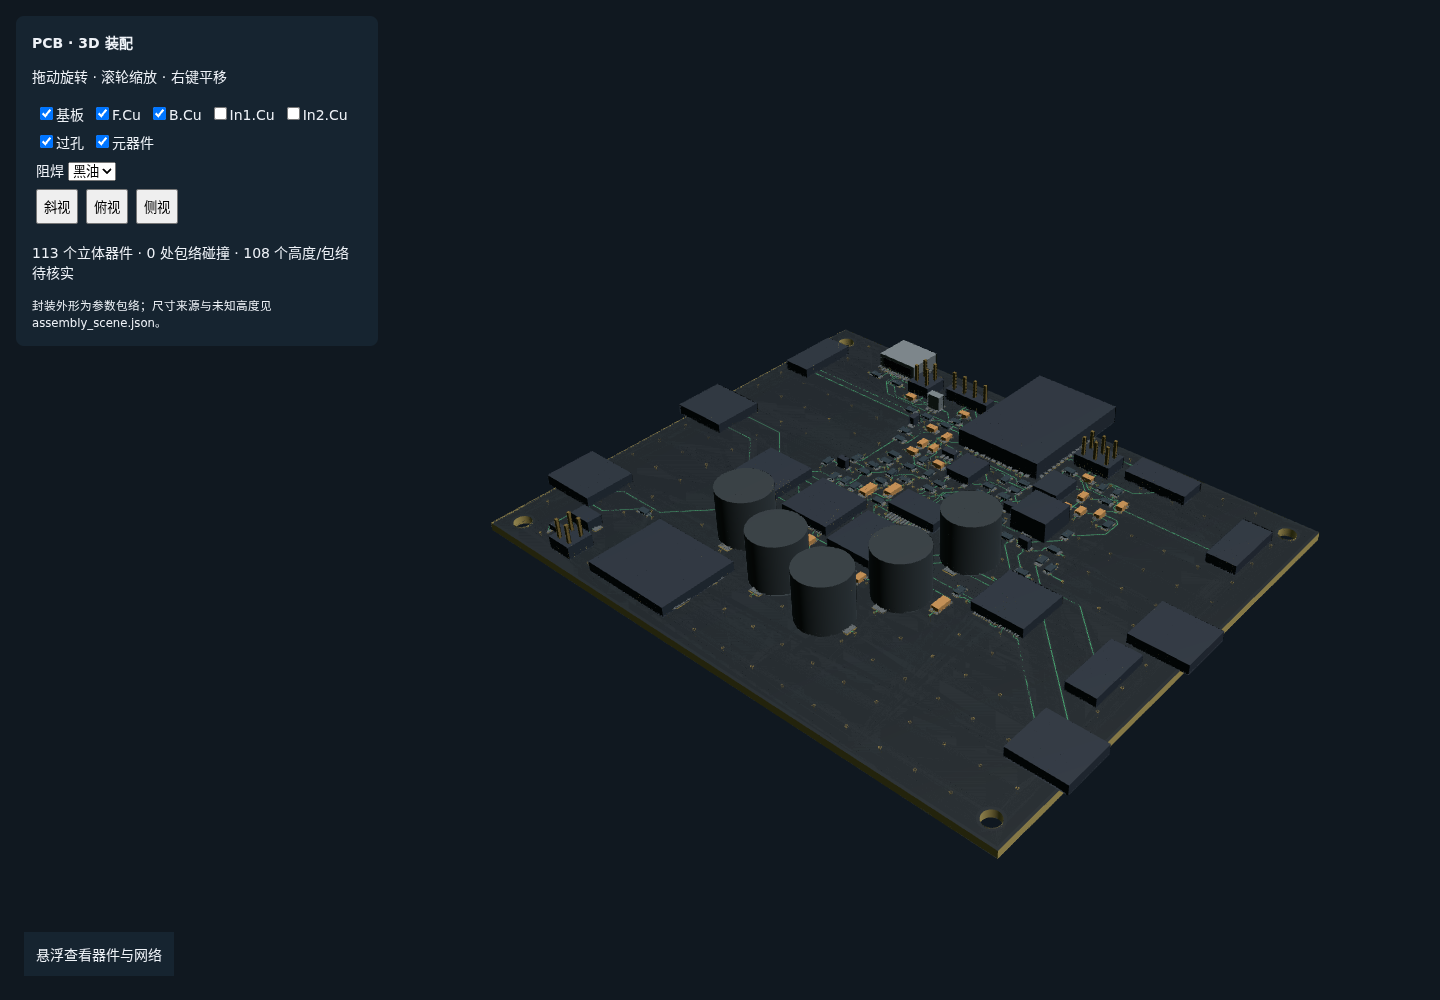 PCB · 3D 装配
拖动旋转 · 滚轮缩放 · 右键平移
基板 F.Cu B.Cu In1.Cu In2.Cu
过孔 元器件
阻焊 黑油
斜视 俯视 侧视
113 个立体器件 · 0 处包络碰撞 · 108 个高度/包络
待核实
封装外形为参数包络；尺寸来源与未知高度见
assembly_scene.json。
悬浮查看器件与网络